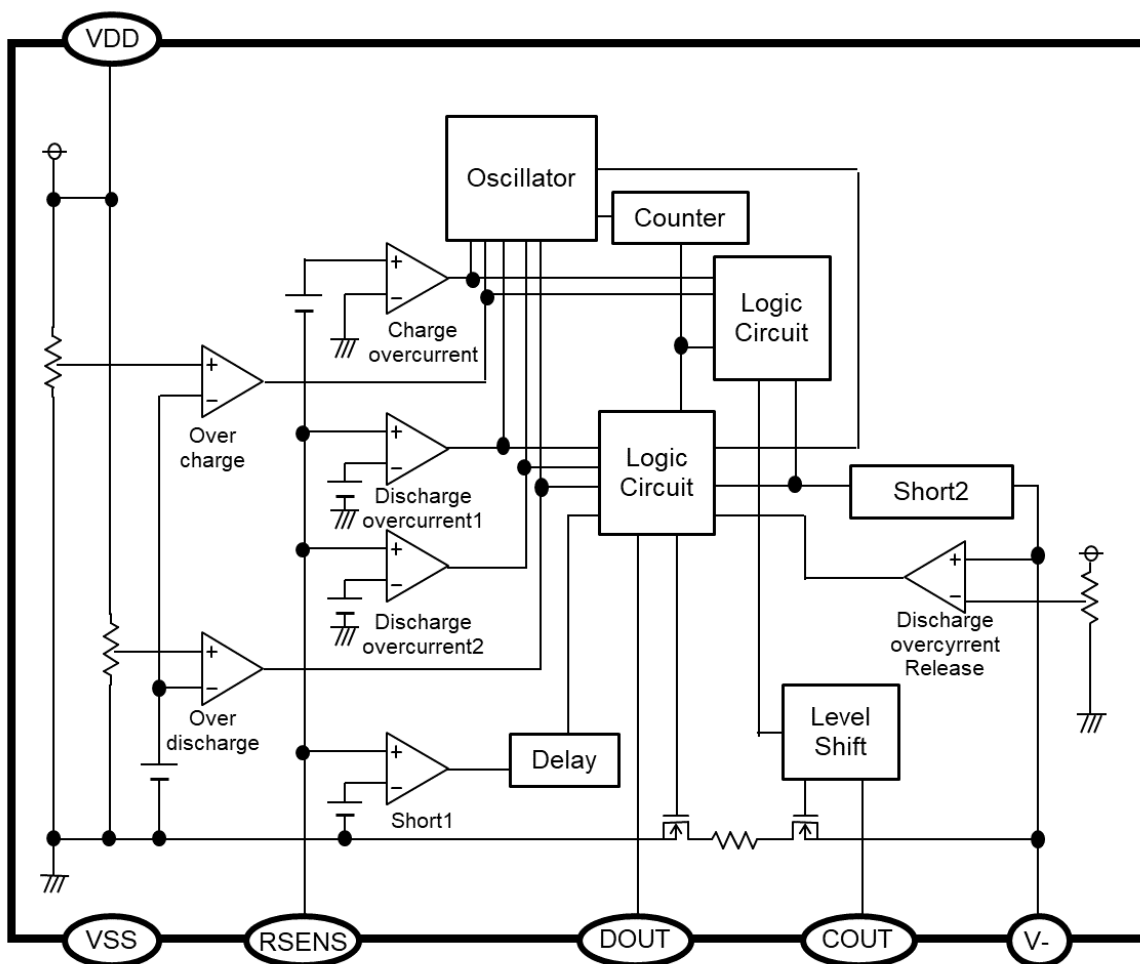 VDD
Oscillator
Counter
+
−
Charge
overcurrent
Logic
Circuit
+
−
Over
charge
+
−
Discharge
overcurrent1
Logic
Circuit
Short2
+
−
Discharge
overcurrent2
+
−
Discharge
overcyrrent
Release
+
−
Over
discharge
Level
Shift
+
−
Short1
Delay
VSS
RSENS
DOUT
COUT
V-